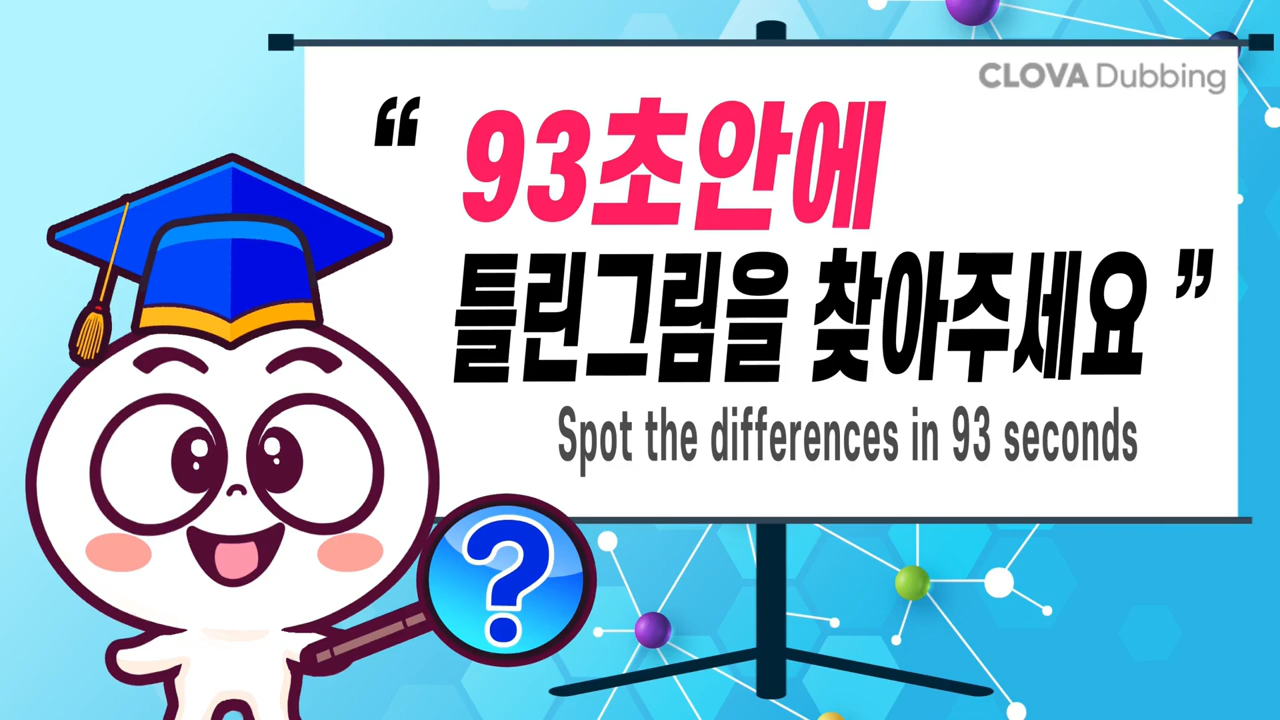 CLOVA Dubbing
“ 93초안에
틀린그림을 찾아주세요 ”
Spot the differences in 93 seconds
?